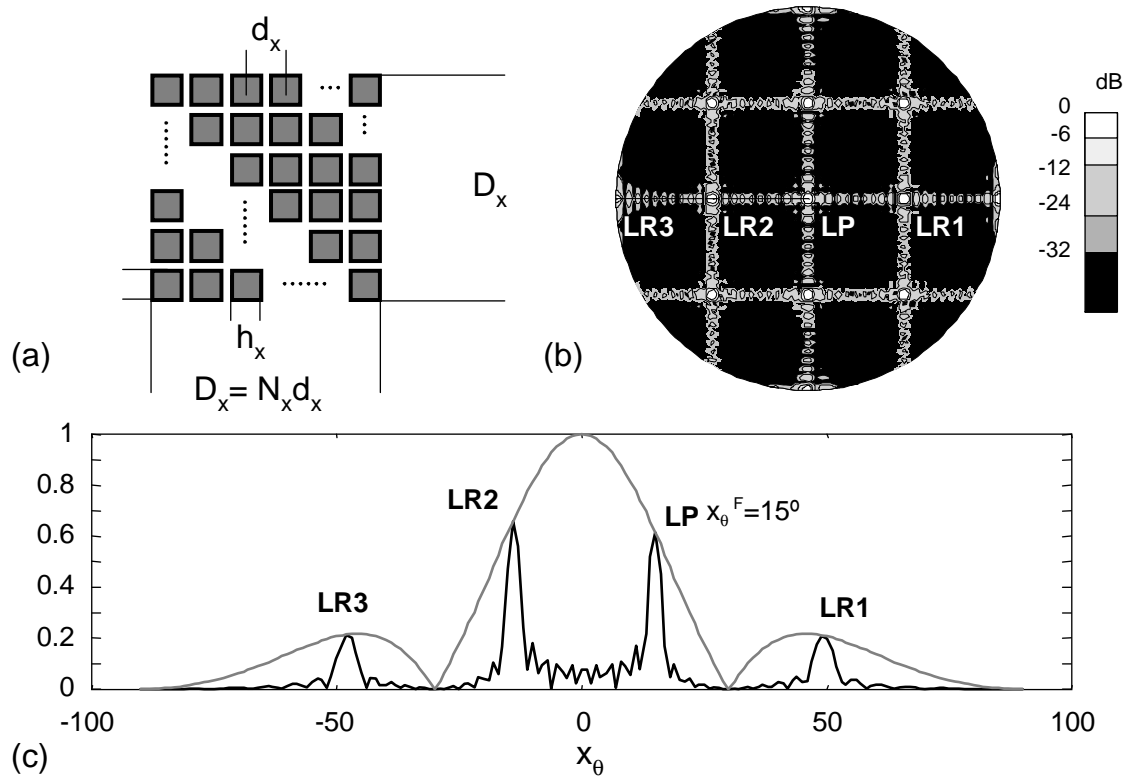 d_x
D_x
h_x
(a)
D_x= N_xd_x
dB
0
-6
-12
-24
-32
LR3 LR2 LP LR1
(b)
1
0.8
0.6
0.4
0.2
0
LR2
LP x_θ^F=15º
LR3
LR1
-100 -50 0 50 100
x_θ
(c)